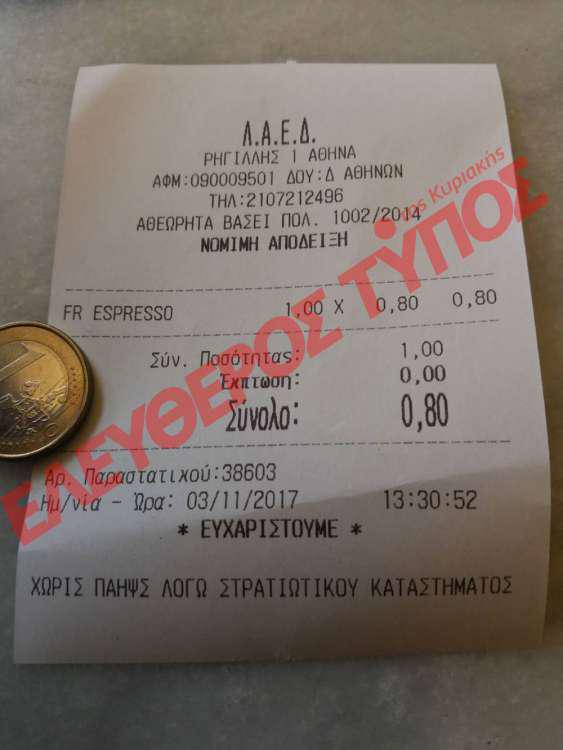 Λ.Α.Ε.Δ.
ΡΗΓΙΛΛΗΣ 1 ΑΘΗΝΑ
ΑΦΜ:090009501 ΔΟΥ:Δ ΑΘΗΝΩΝ
ΤΗΛ:2107212496
ΑΘΕΩΡΗΤΑ ΒΑΣΕΙ ΠΟΛ. 1002/2014
ΝΟΜΙΜΗ ΑΠΟΔΕΙΞΗ
FR ESPRESSO 1,00 X 0,80 0,80
Σύν. Ποσότητας: 1,00
Έκπτωση: 0,00
Σύνολο: 0,80
Αρ. Παραστατικού:38603
Ημ/νία - Ώρα: 03/11/2017 13:30:52
* ΕΥΧΑΡΙΣΤΟΥΜΕ *
ΧΩΡΙΣ ΠΑΗΨΣ ΛΟΓΩ ΣΤΡΑΤΙΩΤΙΚΟΥ ΚΑΤΑΣΤΗΜΑΤΟΣ
ΕΛΕΥΘΕΡΟΣ ΤΥΠΟΣ
της Κυριακής
1